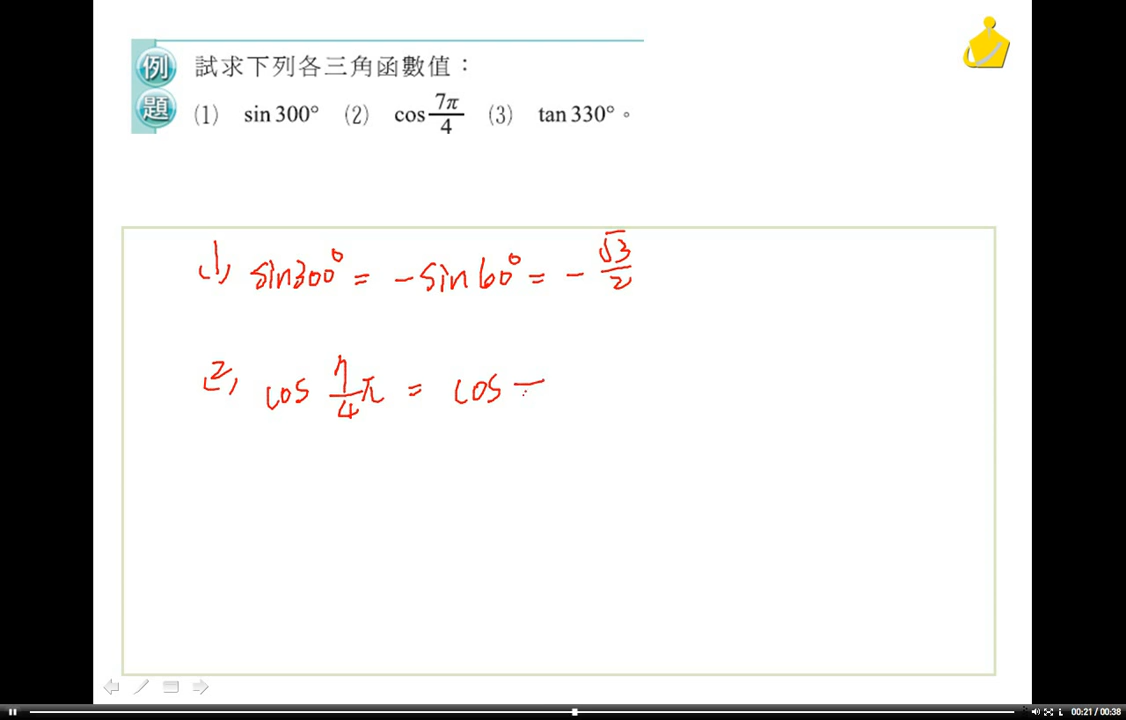 例題 試求下列各三角函數值：
(1) sin 300° (2) cos 7π/4 (3) tan 330°。
(1) sin300° = -sin60° = -√3/2
(2) cos 7/4 π = cos
00:21 / 00:38